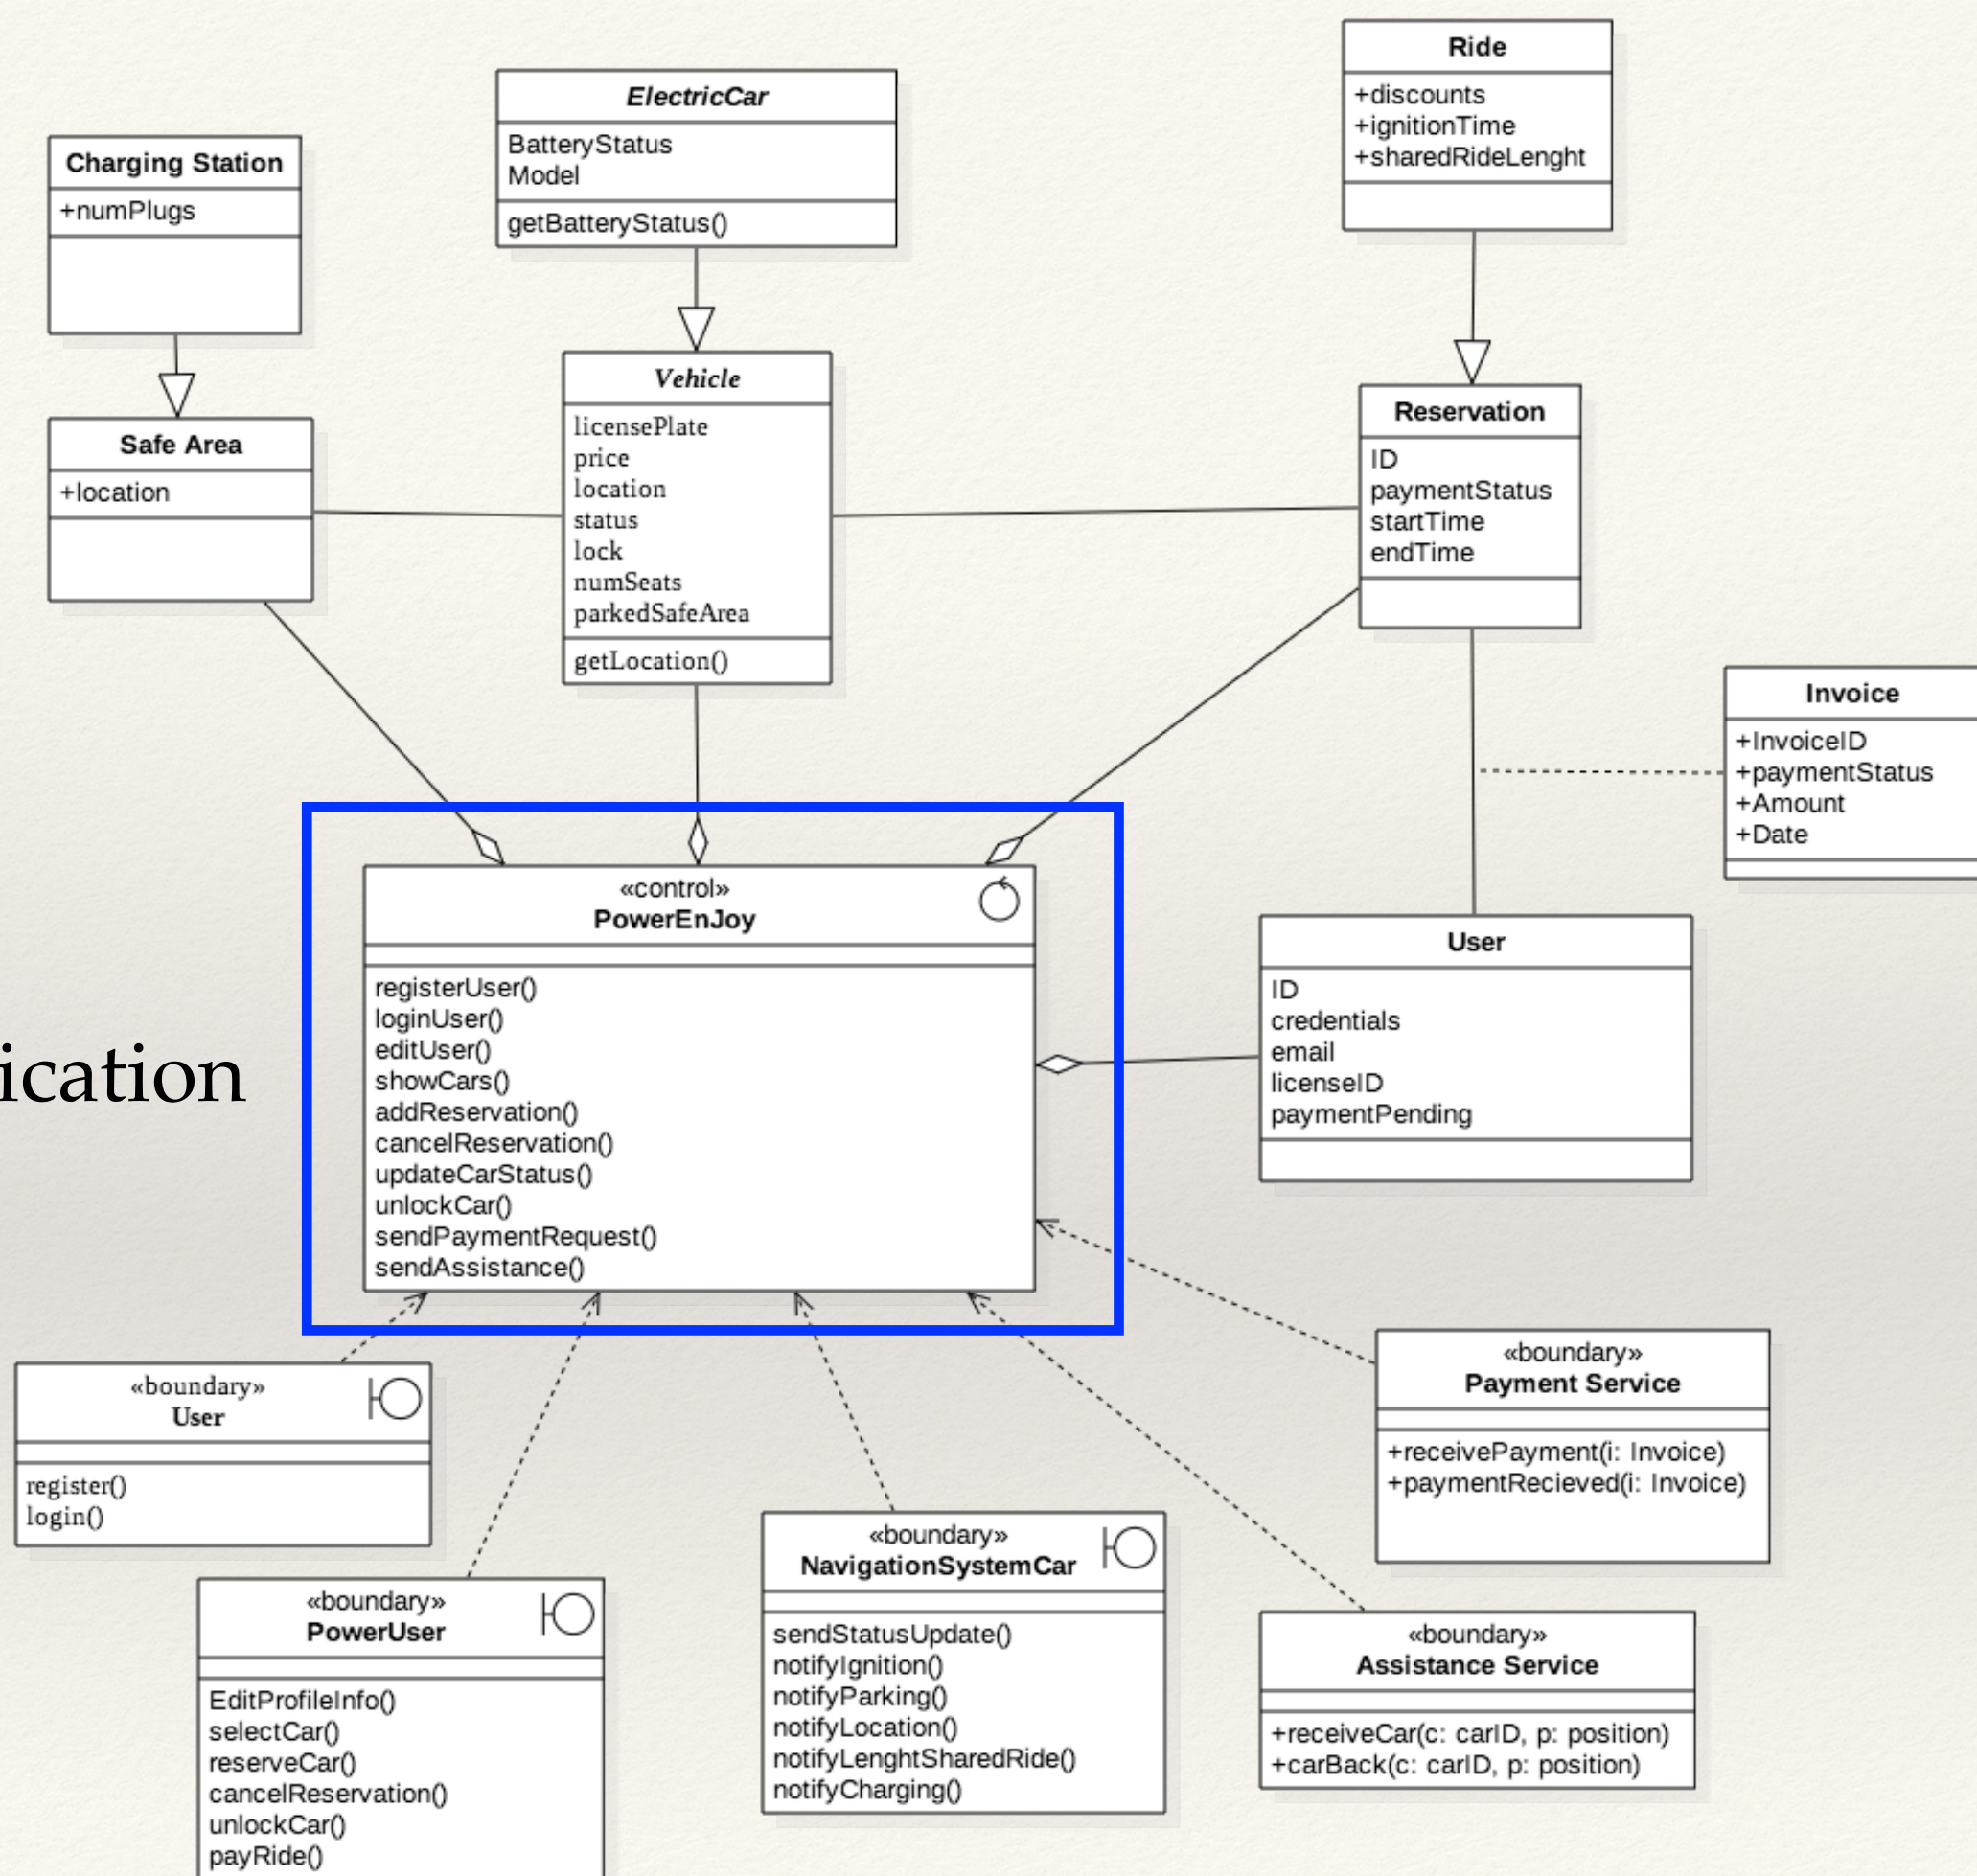 Ride
+discounts
+ignitionTime
+sharedRideLenght
ElectricCar
BatteryStatus
Model
getBatteryStatus()
Charging Station
+numPlugs
Vehicle
licensePlate
price
location
status
lock
numSeats
parkedSafeArea
getLocation()
Reservation
ID
paymentStatus
startTime
endTime
Safe Area
+location
Invoice
+InvoiceID
+paymentStatus
+Amount
+Date
«control»
PowerEnJoy
registerUser()
loginUser()
editUser()
showCars()
addReservation()
cancelReservation()
updateCarStatus()
unlockCar()
sendPaymentRequest()
sendAssistance()
User
ID
credentials
email
licenseID
paymentPending
ication
«boundary»
Payment Service
+receivePayment(i: Invoice)
+paymentRecieved(i: Invoice)
«boundary»
User
register()
login()
«boundary»
NavigationSystemCar
sendStatusUpdate()
notifyIgnition()
notifyParking()
notifyLocation()
notifyLenghtSharedRide()
notifyCharging()
«boundary»
PowerUser
EditProfileInfo()
selectCar()
reserveCar()
cancelReservation()
unlockCar()
payRide()
«boundary»
Assistance Service
+receiveCar(c: carID, p: position)
+carBack(c: carID, p: position)